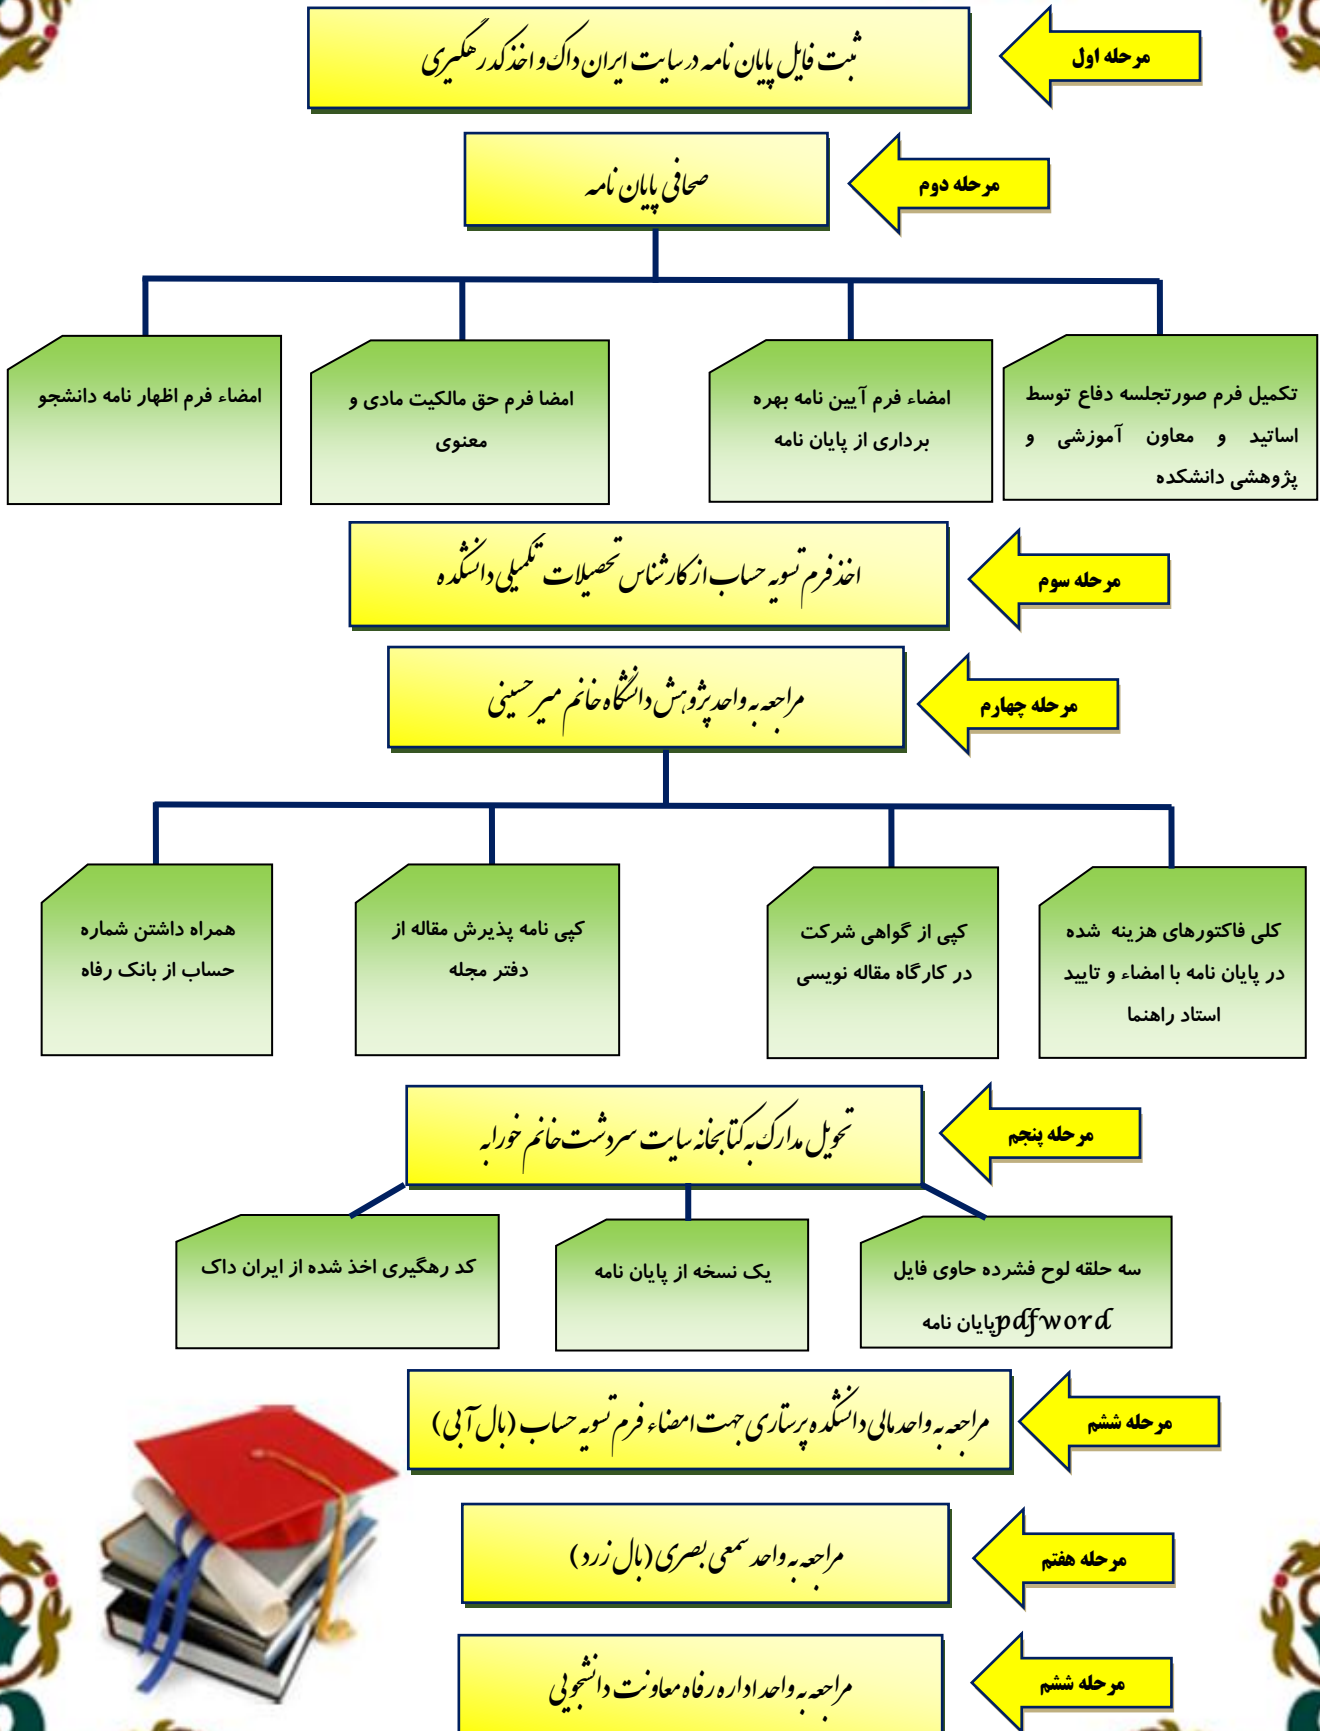 مرحله اول
ثبت فایل پایان نامه در سایت ایران داک و اخذ کد رهگیری
مرحله دوم
صحافی پایان نامه
تکمیل فرم صورتجلسه دفاع توسط
اساتید و معاون آموزشی و
پژوهشی دانشکده
امضاء فرم آیین نامه بهره
برداری از پایان نامه
امضا فرم حق مالکیت مادی و
معنوی
امضاء فرم اظهار نامه دانشجو
مرحله سوم
اخذ فرم تسویه حساب از کارشناس تحصیلات تکمیلی دانشکده
مرحله چهارم
مراجعه به واحد پژوهش دانشگاه خانم میرحسینی
کلی فاکتورهای هزینه شده
در پایان نامه با امضاء و تایید
استاد راهنما
کپی از گواهی شرکت
در کارگاه مقاله نویسی
کپی نامه پذیرش مقاله از
دفتر مجله
همراه داشتن شماره
حساب از بانک رفاه
مرحله پنجم
تحویل مدارک به کتابخانه سایت سردشت خانم خورابه
سه حلقه لوح فشرده حاوی فایل
pdfwordپایان نامه
یک نسخه از پایان نامه
کد رهگیری اخذ شده از ایران داک
مرحله ششم
مراجعه به واحد مالی دانشکده پرستاری جهت امضاء فرم تسویه حساب (بال آبی)
مرحله هفتم
مراجعه به واحد سمعی بصری (بال زرد)
مرحله ششم
مراجعه به واحد اداره رفاه معاونت دانشجویی